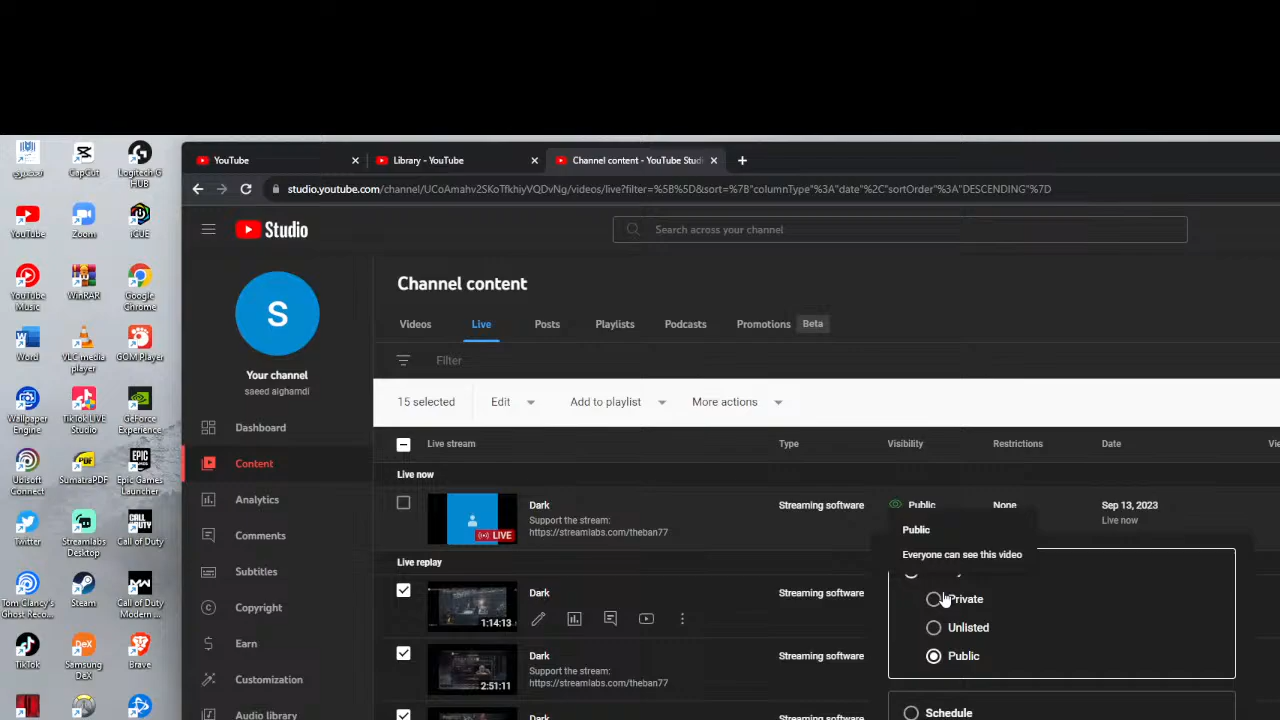 CapCut
Logitech G
HUB
YouTube
Zoom
iCUE
YouTube
Music
WinRAR
Google
Chrome
Word
VLC media
player
GOM Player
Wallpaper
Engine
TikTok LIVE
Studio
GeForce
Experience
Ubisoft
Connect
SumatraPDF
Epic Games
Launcher
Twitter
Streamlabs
Desktop
Call of Duty
Tom Clancy's
Ghost Reco...
Steam
Call of Duty
Modern ...
TikTok
Samsung
DeX
Brave
YouTube
Library - YouTube
Channel content - YouTube Studi
studio.youtube.com/channel/UCoAmahv2SKoTfkhiyVQDvNg/videos/live?filter=%5B%5D&sort=%7B"columnType"%3A"date"%2C"sortOrder"%3A"DESCENDING"%7D
Studio
Search across your channel
S
Your channel
saeed alghamdi
Dashboard
Content
Analytics
Comments
Subtitles
Copyright
Earn
Customization
Audio library
Channel content
Videos
Live
Posts
Playlists
Podcasts
Promotions
Beta
Filter
15 selected
Edit
Add to playlist
More actions
Live stream
Type
Visibility
Restrictions
Date
Live now
Dark
Support the stream:
https://streamlabs.com/theban77
LIVE
Streaming software
Public
None
Sep 13, 2023
Live now
Public
Everyone can see this video
Private
Unlisted
Public
Schedule
Live replay
Dark
1:14:13
Streaming software
Dark
Support the stream:
https://streamlabs.com/theban77
2:51:11
Streaming software
Dark
Streaming software